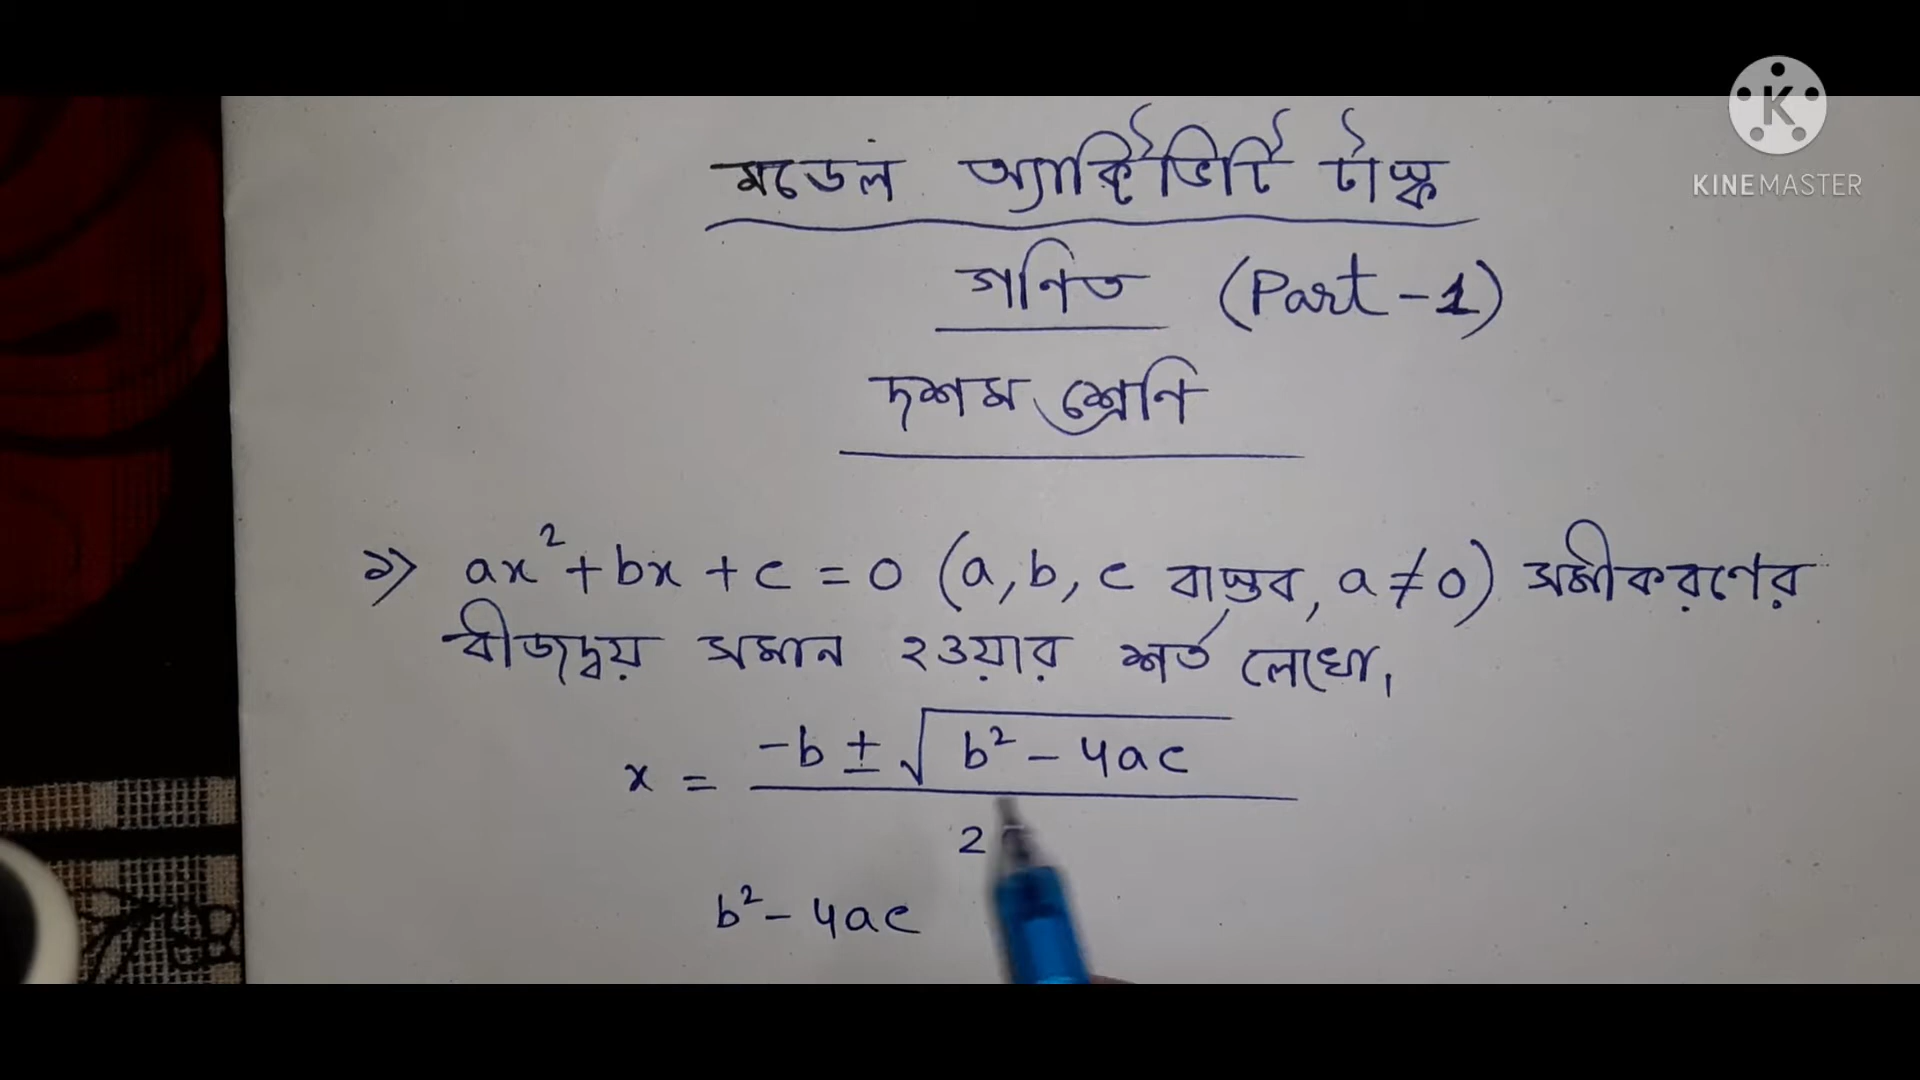 মডেল অ্যাক্টিভিটি টাস্ক
গনিত (Part - 1)
দশম শ্রেনি
১) ax² + bx + c = 0 (a, b, c বাস্তব, a ≠ 0) সমীকরণের
বীজদ্বয় সমান হওয়ার শর্ত লেখো,
x = -b ± √b² - 4ac
2
b² - 4ac
KINEMASTER